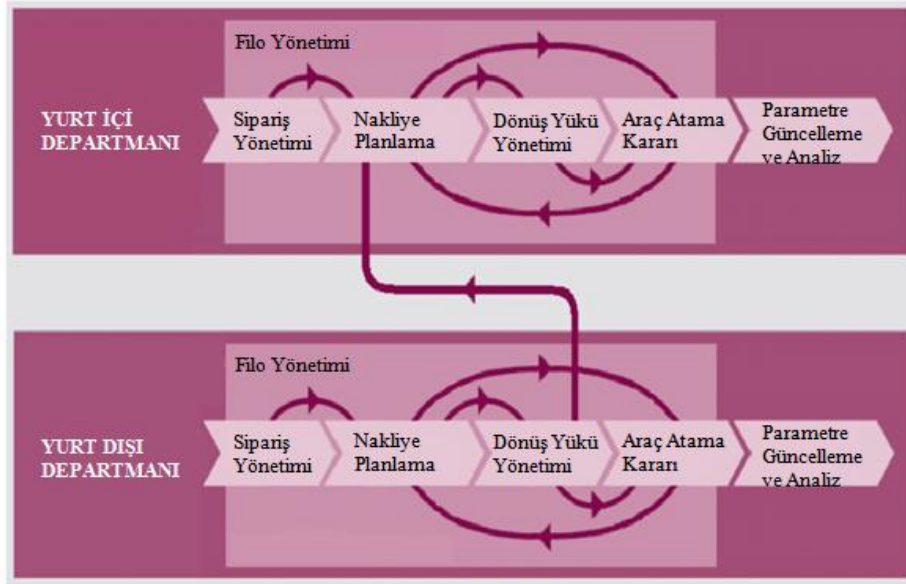 Filo Yönetimi
YURT İÇİ
DEPARTMANI
Sipariş
Yönetimi
Nakliye
Planlama
Dönüş Yükü
Yönetimi
Araç Atama
Kararı
Parametre
Güncelleme
ve Analiz
Filo Yönetimi
YURT DIŞI
DEPARTMANI
Sipariş
Yönetimi
Nakliye
Planlama
Dönüş Yükü
Yönetimi
Araç Atama
Kararı
Parametre
Güncelleme
ve Analiz